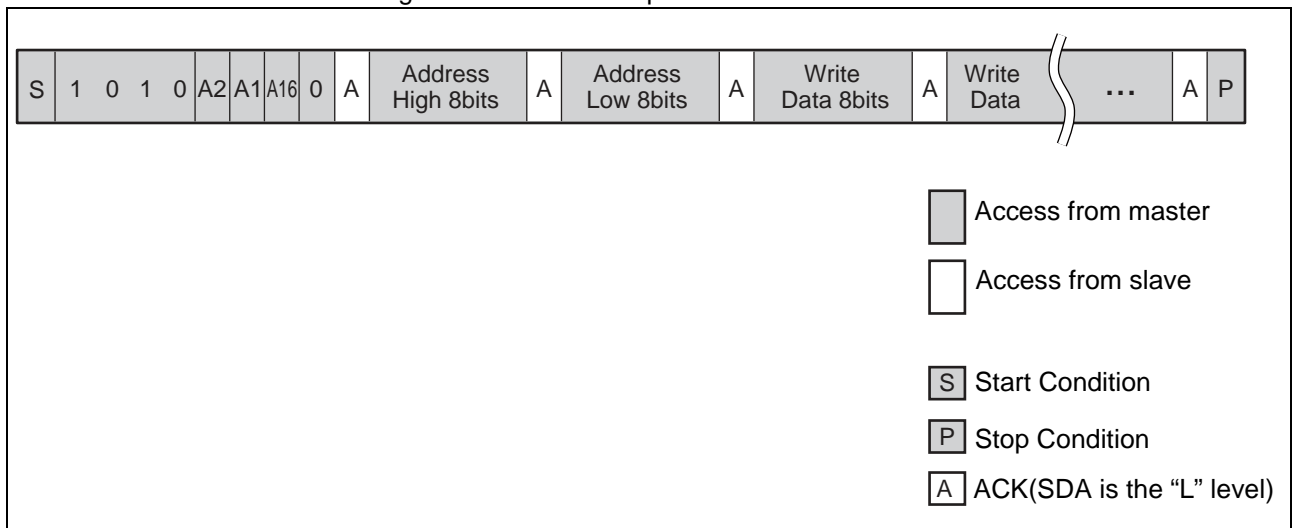 S 1 0 1 0 A2 A1 A16 0 A Address High 8bits A Address Low 8bits A Write Data 8bits A Write Data ... A P
Access from master
Access from slave
S Start Condition
P Stop Condition
A ACK(SDA is the “L” level)